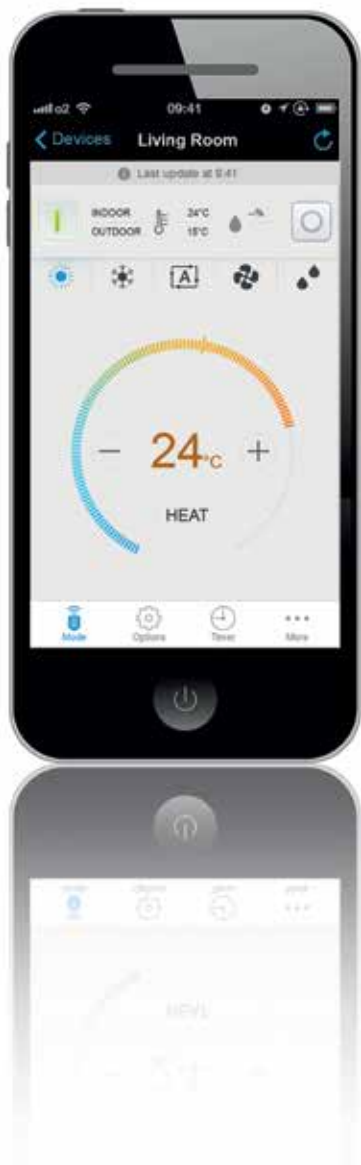 o2 09:41
Devices Living Room
Last update at 9:41
INDOOR 24°C --%
OUTDOOR 15°C
A
− 24°C +
HEAT
Mode Options Timer More